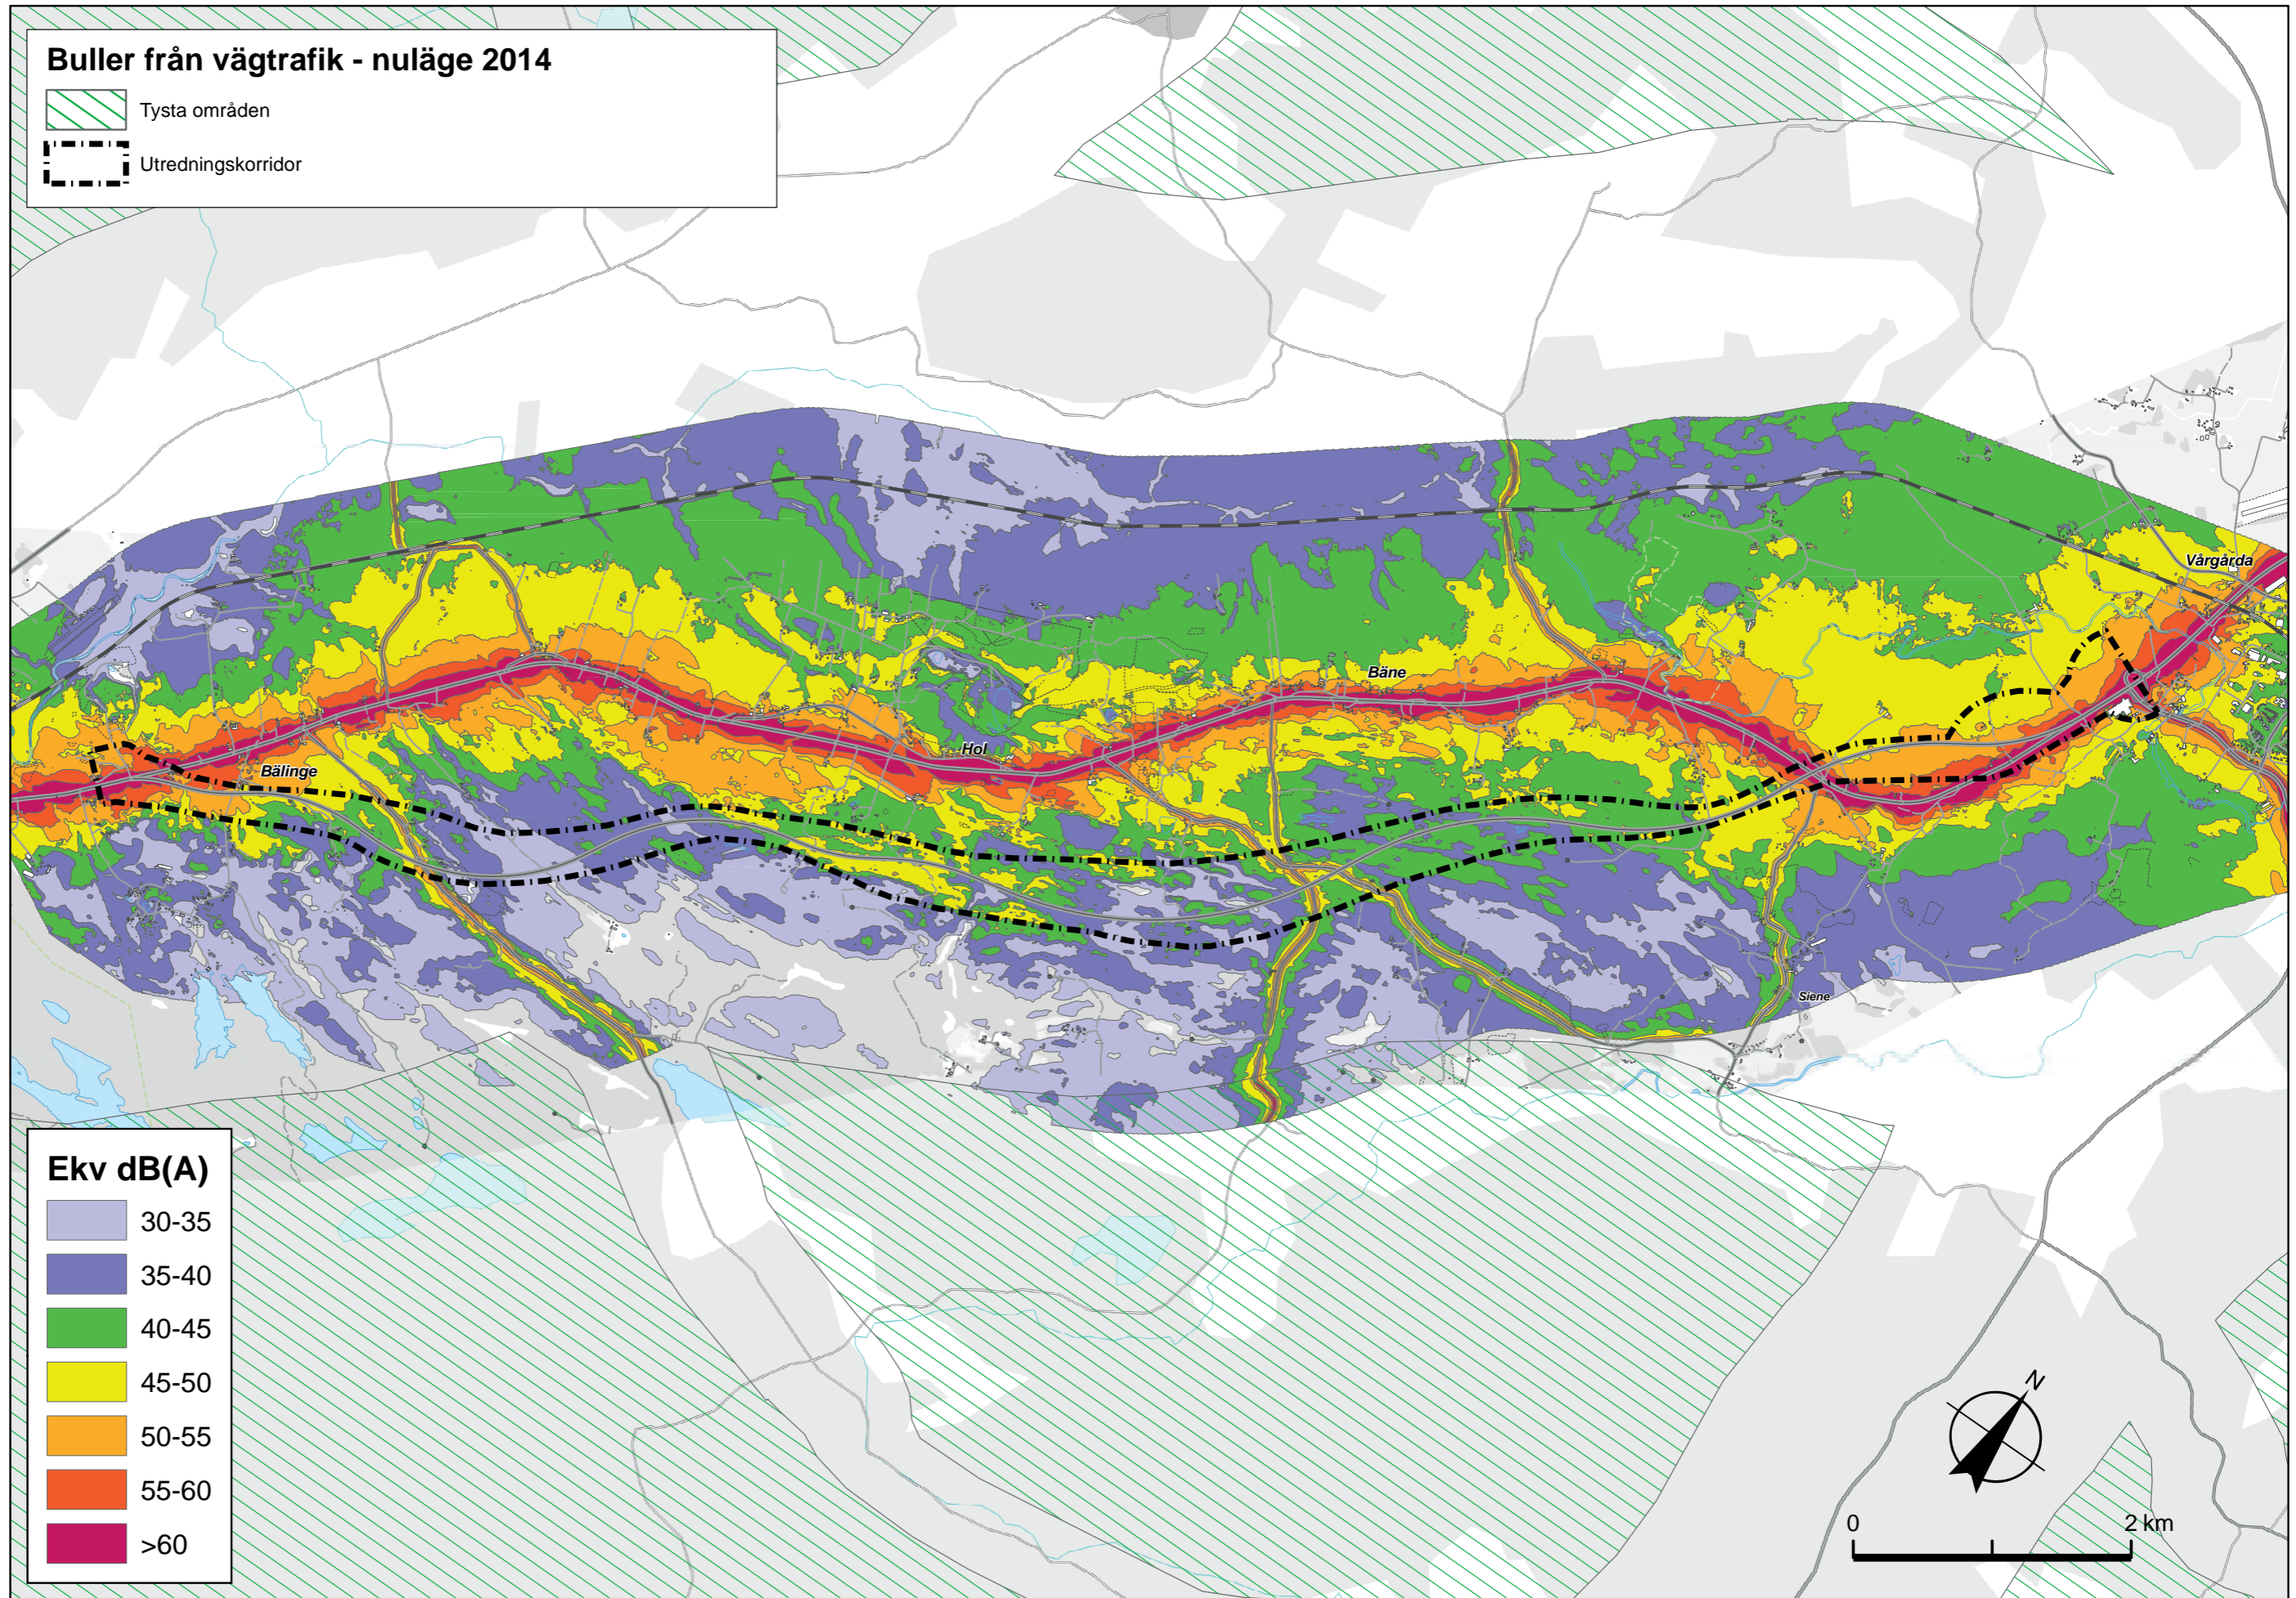 Buller från vägtrafik - nuläge 2014
Tysta områden
Utredningskorridor
Vårgårda
Bäne
Hol
Bälinge
Siene
Ekv dB(A)
30-35
35-40
40-45
45-50
50-55
55-60
>60
N
0
2 km